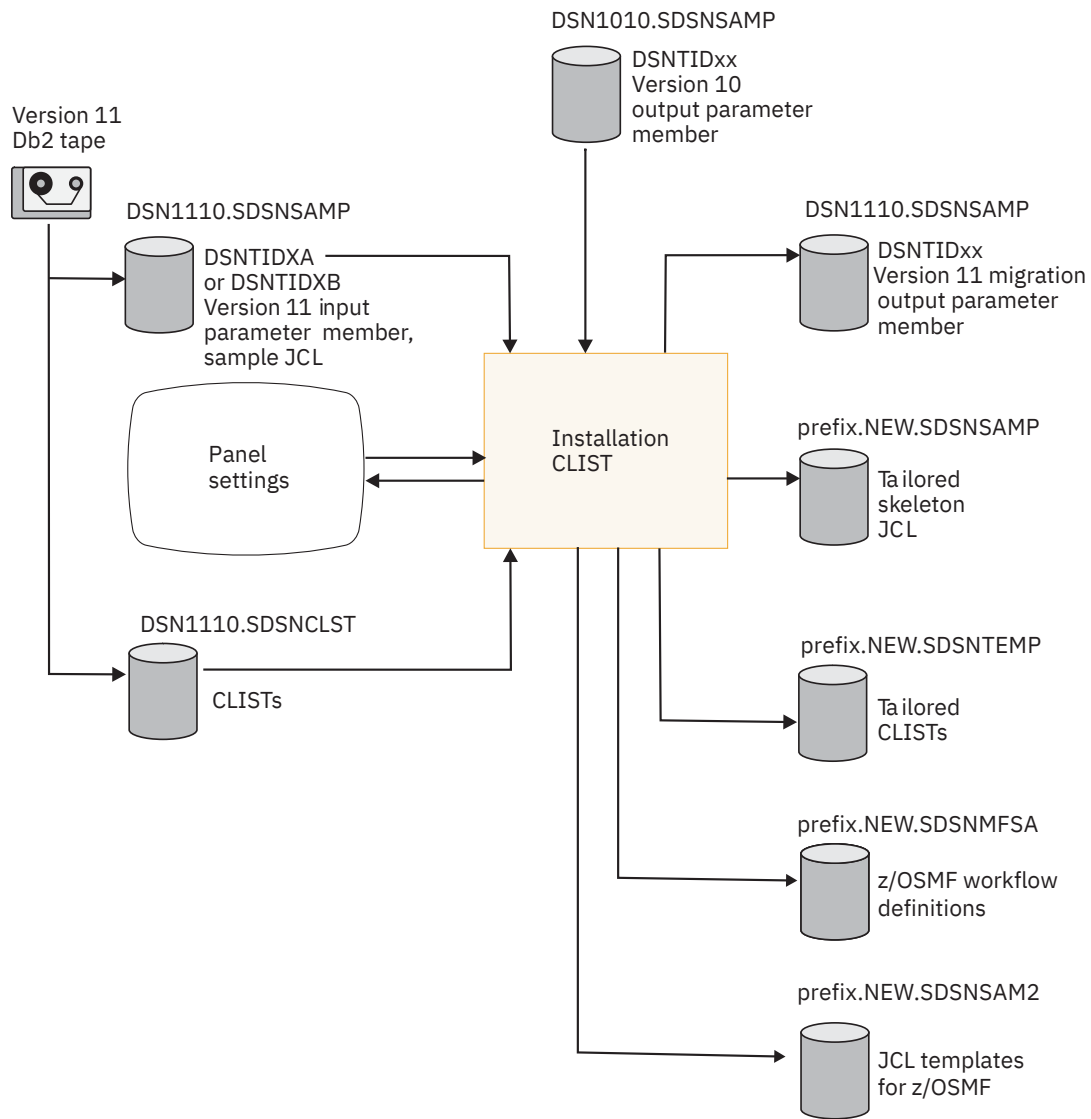 DSN1010.SDSNSAMP
DSNTIDxx
Version 10
output parameter
member
Version 11
Db2 tape
DSN1110.SDSNSAMP
DSNTIDXA
or DSNTIDXB
Version 11 input
parameter member,
sample JCL
DSN1110.SDSNSAMP
DSNTIDxx
Version 11 migration
output parameter
member
Panel
settings
Installation
CLIST
prefix.NEW.SDSNSAMP
Tailored
skeleton
JCL
DSN1110.SDSNCLST
CLISTs
prefix.NEW.SDSNTEMP
Tailored
CLISTs
prefix.NEW.SDSNMFSA
z/OSMF workflow
definitions
prefix.NEW.SDSNSAM2
JCL templates
for z/OSMF